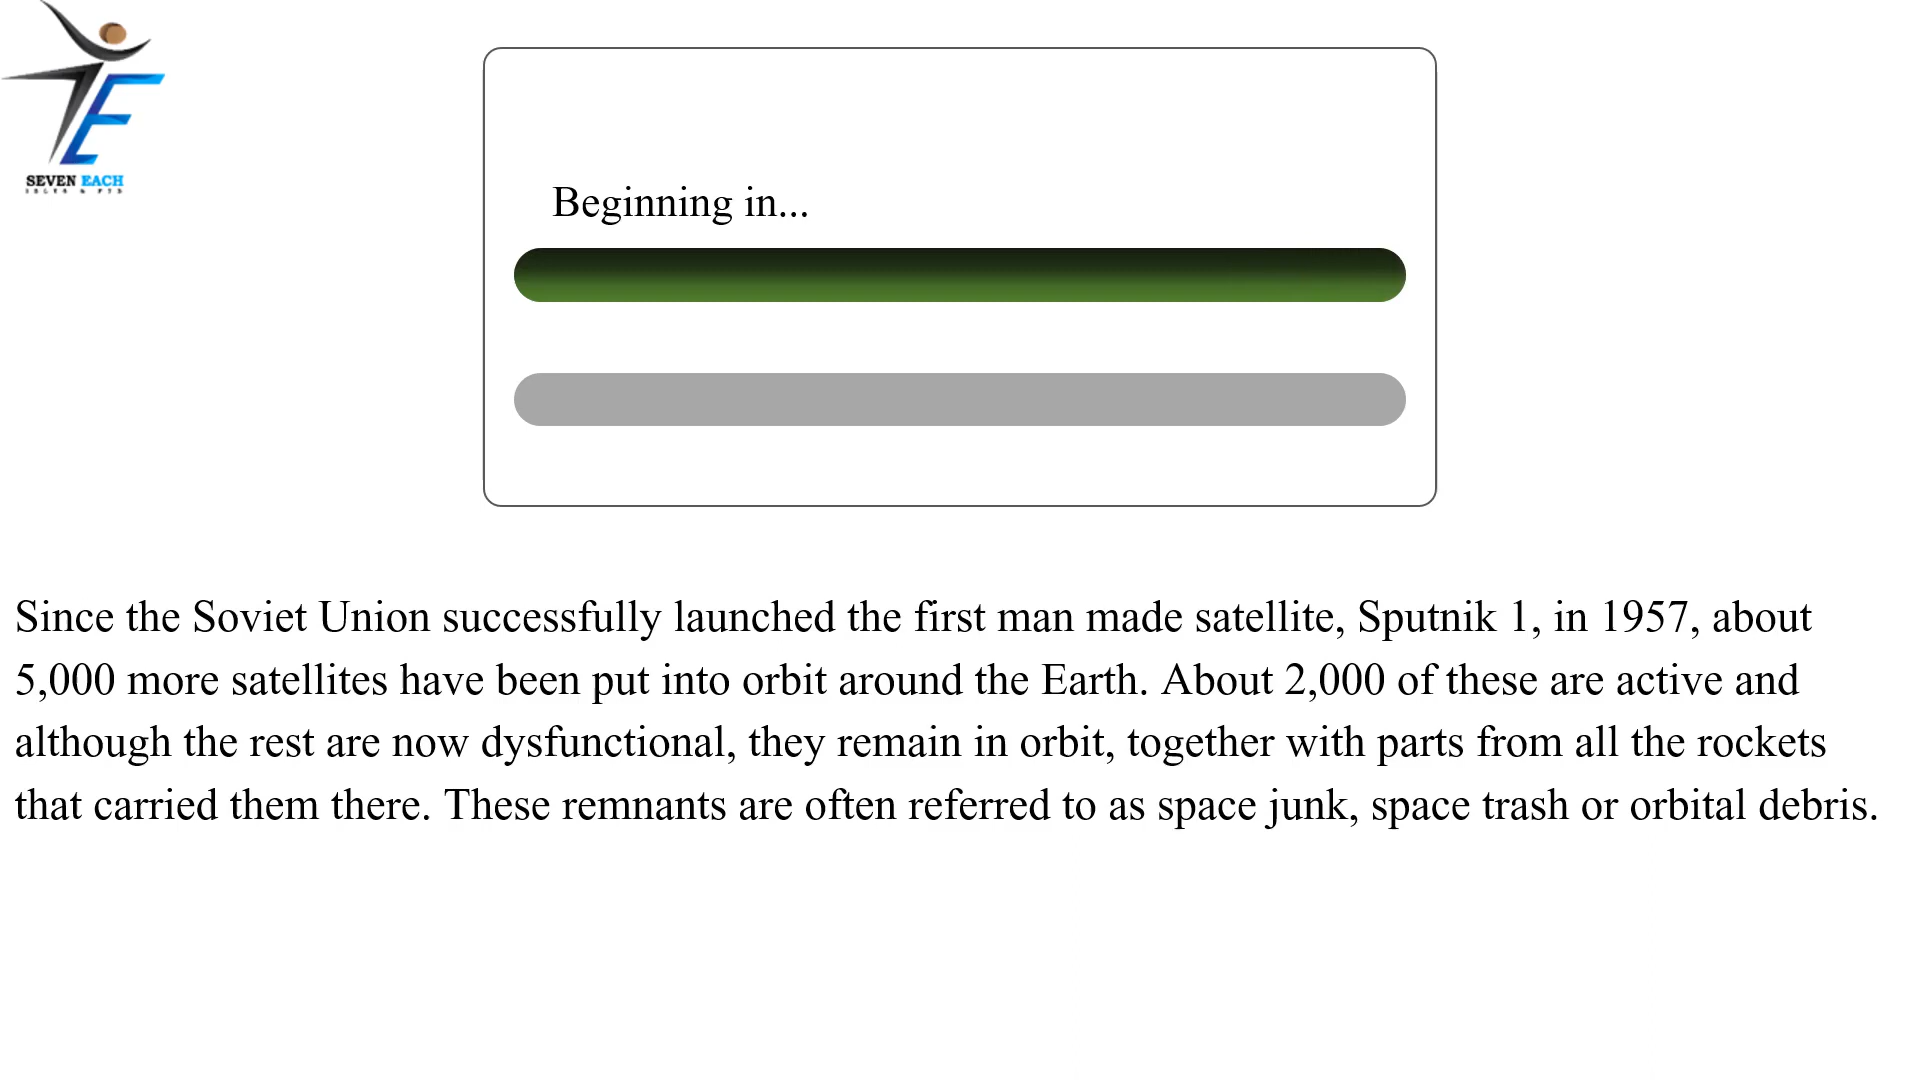 SEVEN EACH
Beginning in...
Since the Soviet Union successfully launched the first man made satellite, Sputnik 1, in 1957, about
5,000 more satellites have been put into orbit around the Earth. About 2,000 of these are active and
although the rest are now dysfunctional, they remain in orbit, together with parts from all the rockets
that carried them there. These remnants are often referred to as space junk, space trash or orbital debris.